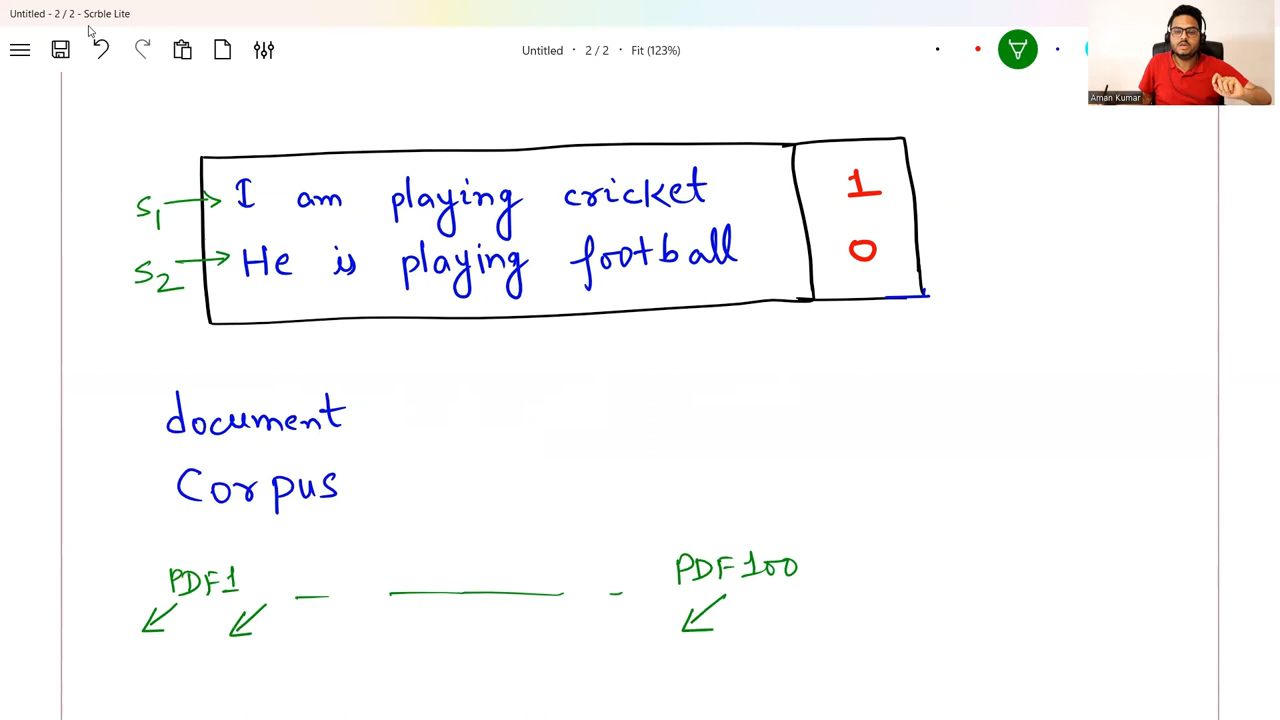 Untitled - 2 / 2 - Scrble Lite
Untitled • 2 / 2 • Fit (123%)
Aman Kumar
S1 → I am playing cricket 1
S2 → He is playing football 0
document
Corpus
PDF1 PDF100